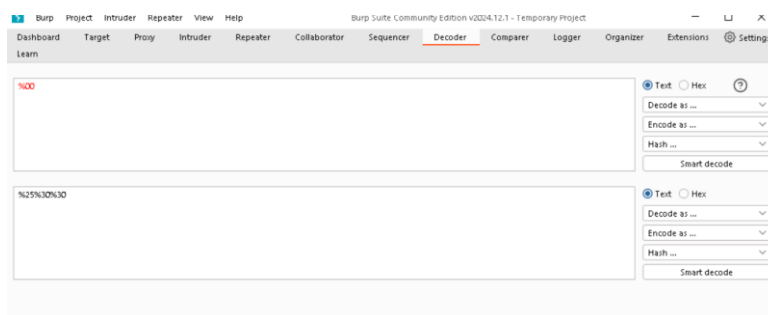 Burp Project Intruder Repeater View Help Burp Suite Community Edition v2024.12.1 - Temporary Project
Dashboard Target Proxy Intruder Repeater Collaborator Sequencer Decoder Comparer Logger Organizer Extensions Settings
Learn
%00
Text Hex ?
Decode as ...
Encode as ...
Hash ...
Smart decode
%25%30%30
Text Hex
Decode as ...
Encode as ...
Hash ...
Smart decode